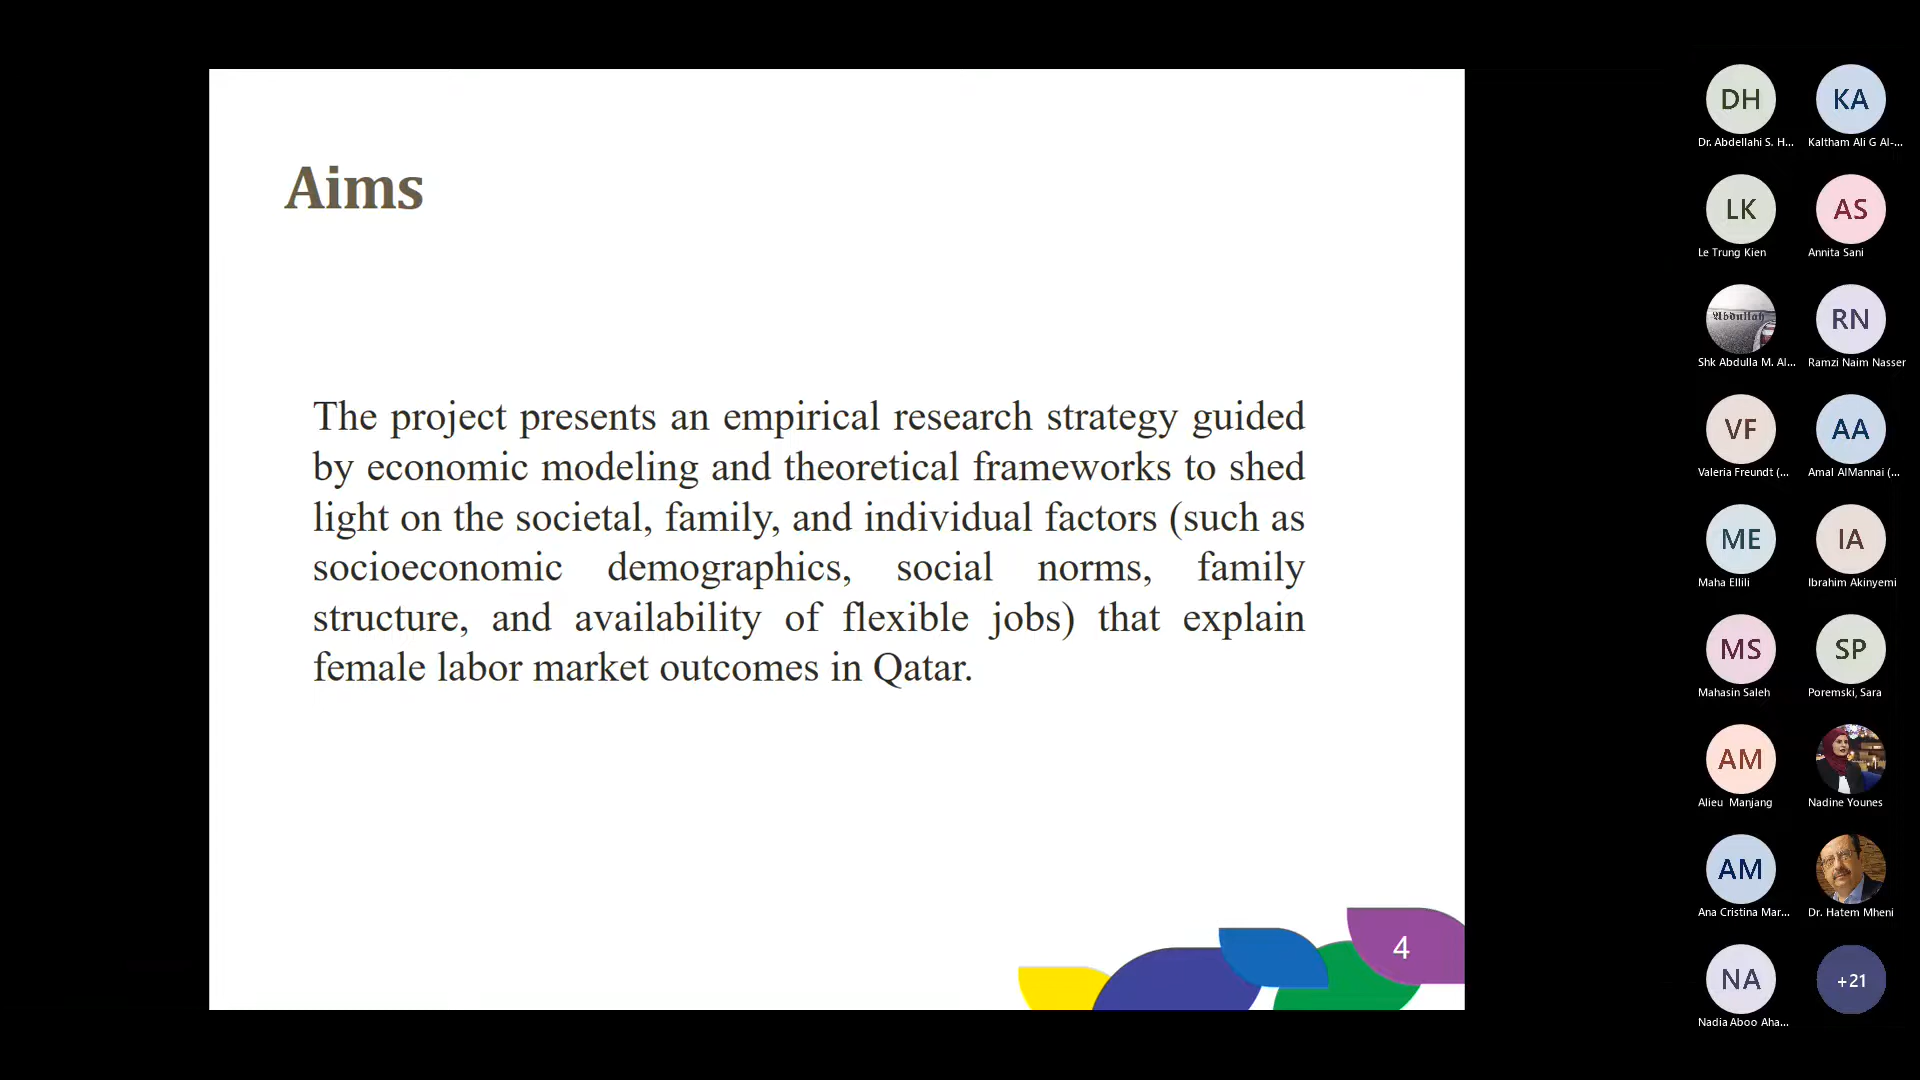 Aims
The project presents an empirical research strategy guided
by economic modeling and theoretical frameworks to shed
light on the societal, family, and individual factors (such as
socioeconomic demographics, social norms, family
structure, and availability of flexible jobs) that explain
female labor market outcomes in Qatar.
4
DH
Dr. Abdellahi S. H...
KA
Kaltham Ali G Al-...
LK
Le Trung Kien
AS
Annita Sani
Abdullah
Shk Abdulla M. Al...
RN
Ramzi Naim Nasser
VF
Valeria Freundt (...
AA
Amal AlMannai (...
ME
Maha Ellili
IA
Ibrahim Akinyemi
MS
Mahasin Saleh
SP
Poremski, Sara
AM
Alieu Manjang
Nadine Younes
AM
Ana Cristina Mar...
Dr. Hatem Mheni
NA
Nadia Aboo Aha...
+21